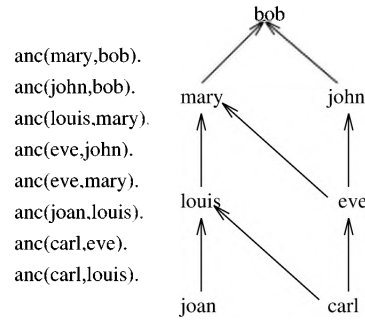 bob
anc(mary,bob).
anc(john,bob).
anc(louis,mary).
anc(eve,john).
anc(eve,mary).
anc(joan,louis).
anc(carl,eve).
anc(carl,louis).
mary john
louis eve
joan carl